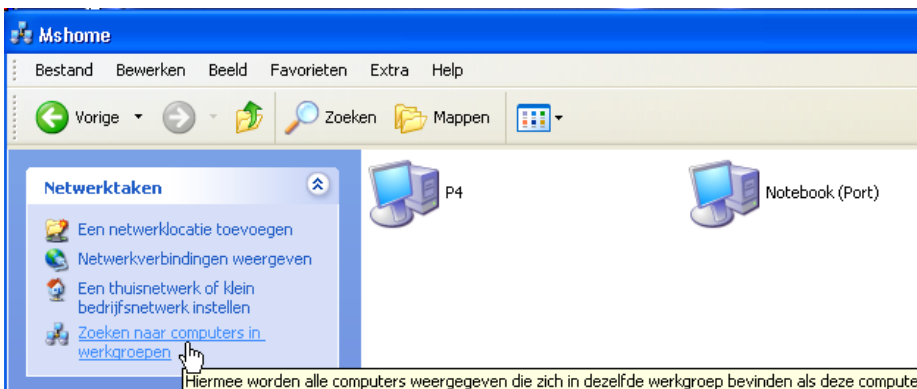 Mshome
Bestand Bewerken Beeld Favorieten Extra Help
Vorige Zoeken Mappen
Netwerktaken
Een netwerklocatie toevoegen
Netwerkverbindingen weergeven
Een thuisnetwerk of klein
bedrijfsnetwerk instellen
Zoeken naar computers in
werkgroepen
P4
Notebook (Port)
Hiermee worden alle computers weergegeven die zich in dezelfde werkgroep bevinden als deze compute